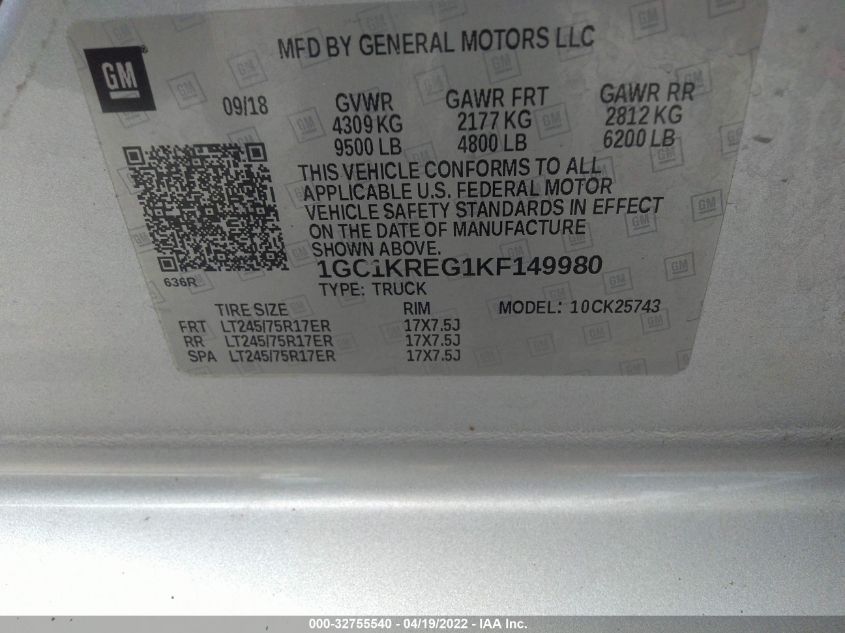 GM
MFD BY GENERAL MOTORS LLC
09/18
GVWR GAWR FRT GAWR RR
4309 KG 2177 KG 2812 KG
9500 LB 4800 LB 6200 LB
THIS VEHICLE CONFORMS TO ALL
APPLICABLE U.S. FEDERAL MOTOR
VEHICLE SAFETY STANDARDS IN EFFECT
ON THE DATE OF MANUFACTURE
SHOWN ABOVE.
636R
1GC1KREG1KF149980
TYPE: TRUCK
TIRE SIZE RIM MODEL: 10CK25743
FRT LT245/75R17ER 17X7.5J
RR LT245/75R17ER 17X7.5J
SPA LT245/75R17ER 17X7.5J
000-32755540 - 04/19/2022 - IAA Inc.